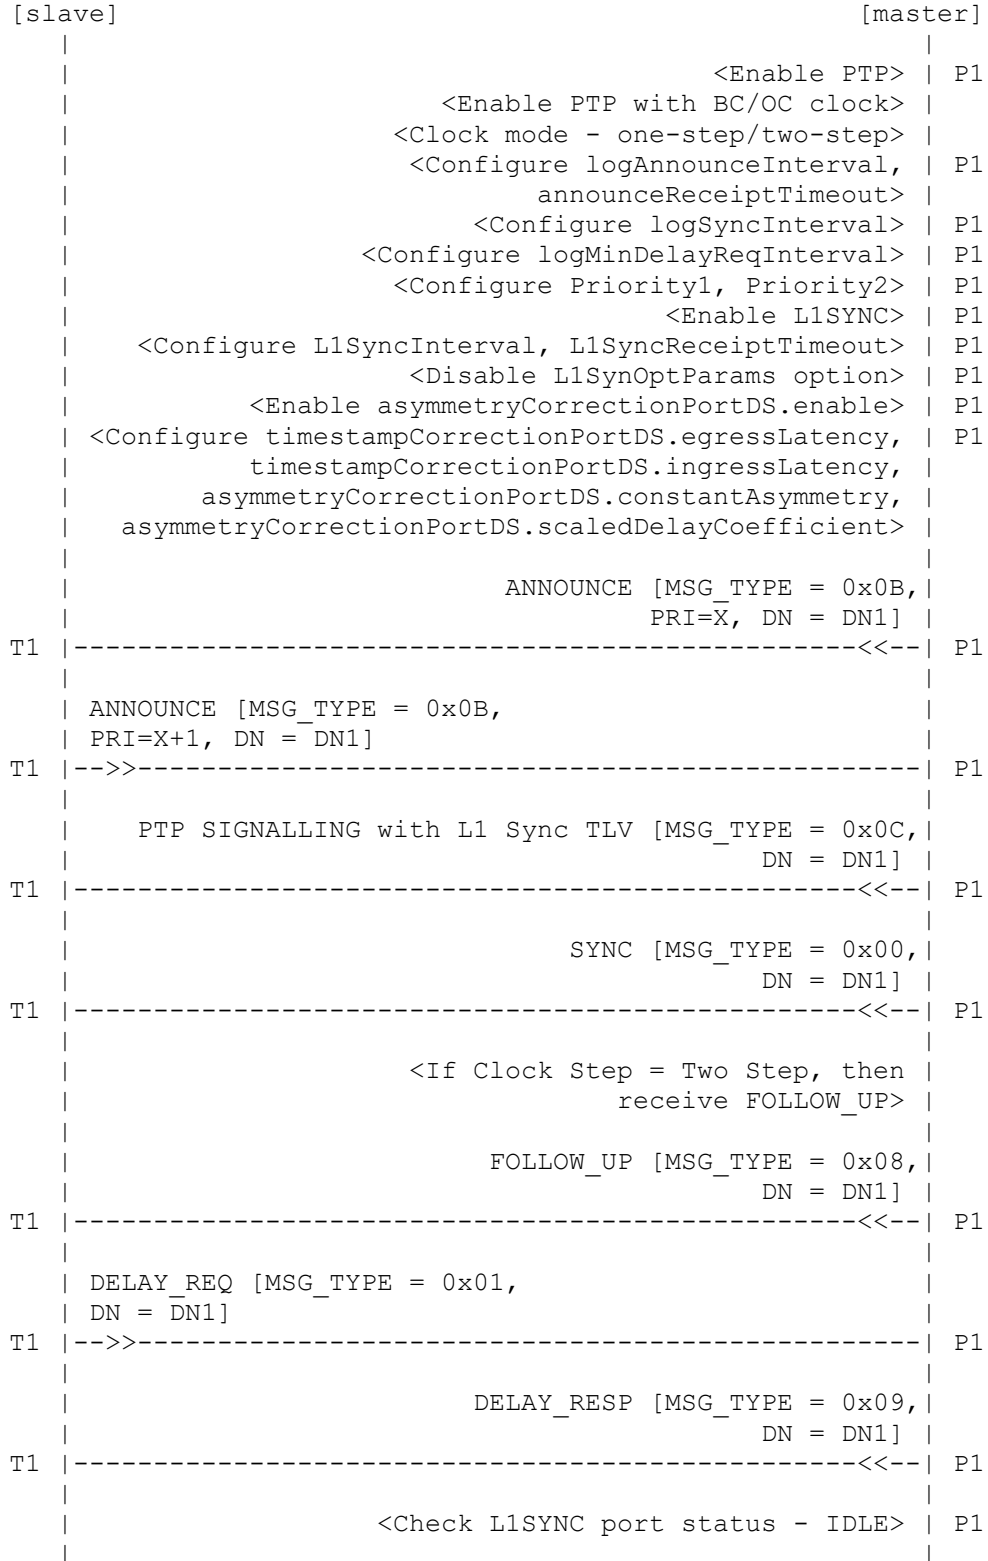 [slave]                                              [master]
   |                                                     |
   |                                        <Enable PTP> | P1
   |                       <Enable PTP with BC/OC clock> |
   |                    <Clock mode - one-step/two-step> |
   |                     <Configure logAnnounceInterval, | P1
   |                             announceReceiptTimeout> |
   |                         <Configure logSyncInterval> | P1
   |                  <Configure logMinDelayReqInterval> | P1
   |                    <Configure Priority1, Priority2> | P1
   |                                     <Enable L1SYNC> | P1
   |    <Configure L1SyncInterval, L1SyncReceiptTimeout> | P1
   |                     <Disable L1SynOptParams option> | P1
   |           <Enable asymmetryCorrectionPortDS.enable> | P1
   | <Configure timestampCorrectionPortDS.egressLatency, | P1
   |           timestampCorrectionPortDS.ingressLatency, |
   |        asymmetryCorrectionPortDS.constantAsymmetry, |
   |   asymmetryCorrectionPortDS.scaledDelayCoefficient> |
   |                                                     |
   |                           ANNOUNCE [MSG_TYPE = 0x0B,|
   |                                    PRI=X, DN = DN1] |
T1 |-------------------------------------------------<<--| P1
   |                                                     |
   | ANNOUNCE [MSG_TYPE = 0x0B,                          |
   | PRI=X+1, DN = DN1]                                  |
T1 |-->>-------------------------------------------------| P1
   |                                                     |
   |    PTP SIGNALLING with L1 Sync TLV [MSG_TYPE = 0x0C,|
   |                                           DN = DN1] |
T1 |-------------------------------------------------<<--| P1
   |                                                     |
   |                               SYNC [MSG_TYPE = 0x00,|
   |                                           DN = DN1] |
T1 |-------------------------------------------------<<--| P1
   |                                                     |
   |                     <If Clock Step = Two Step, then |
   |                                  receive FOLLOW_UP> |
   |                                                     |
   |                          FOLLOW_UP [MSG_TYPE = 0x08,|
   |                                           DN = DN1] |
T1 |-------------------------------------------------<<--| P1
   |                                                     |
   | DELAY_REQ [MSG_TYPE = 0x01,                         |
   | DN = DN1]                                           |
T1 |-->>-------------------------------------------------| P1
   |                                                     |
   |                         DELAY_RESP [MSG_TYPE = 0x09,|
   |                                           DN = DN1] |
T1 |-------------------------------------------------<<--| P1
   |                                                     |
   |                   <Check L1SYNC port status - IDLE> | P1
   |                                                     |